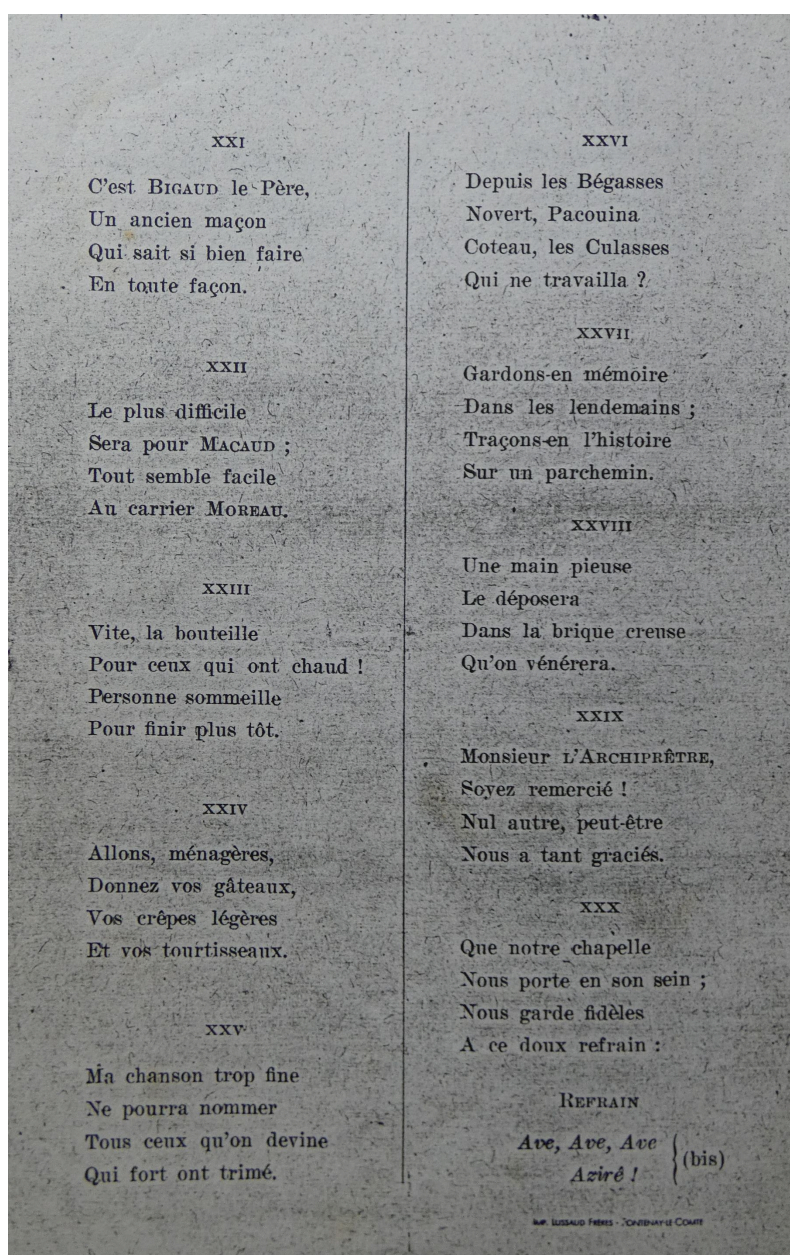 XXI
C'est BIGAUD le Père,
Un ancien maçon
Qui sait si bien faire
En toute façon.
XXII
Le plus difficile
Sera pour MACAUD ;
Tout semble facile
Au carrier MOREAU.
XXIII
Vite, la bouteille
Pour ceux qui ont chaud !
Personne sommeille
Pour finir plus tôt.
XXIV
Allons, ménagères,
Donnez vos gâteaux,
Vos crêpes légères
Et vos tourtisseaux.
XXV
Ma chanson trop fine
Ne pourra nommer
Tous ceux qu'on devine
Qui fort ont trimé.
XXVI
Depuis les Bégasses
Novert, Pacouina
Coteau, les Culasses
Qui ne travailla ?
XXVII
Gardons-en mémoire
Dans les lendemains ;
Traçons-en l'histoire
Sur un parchemin.
XXVIII
Une main pieuse
Le déposera
Dans la brique creuse
Qu'on vénérera.
XXIX
Monsieur L'ARCHIPRÊTRE,
Soyez remercié !
Nul autre, peut-être
Nous a tant graciés.
XXX
Que notre chapelle
Nous porte en son sein ;
Nous garde fidèles
A ce doux refrain :
REFRAIN
Ave, Ave, Ave
Azirê !
(bis)
IMP. LUSSAUD FRÈRES - FONTENAY-LE-COMTE